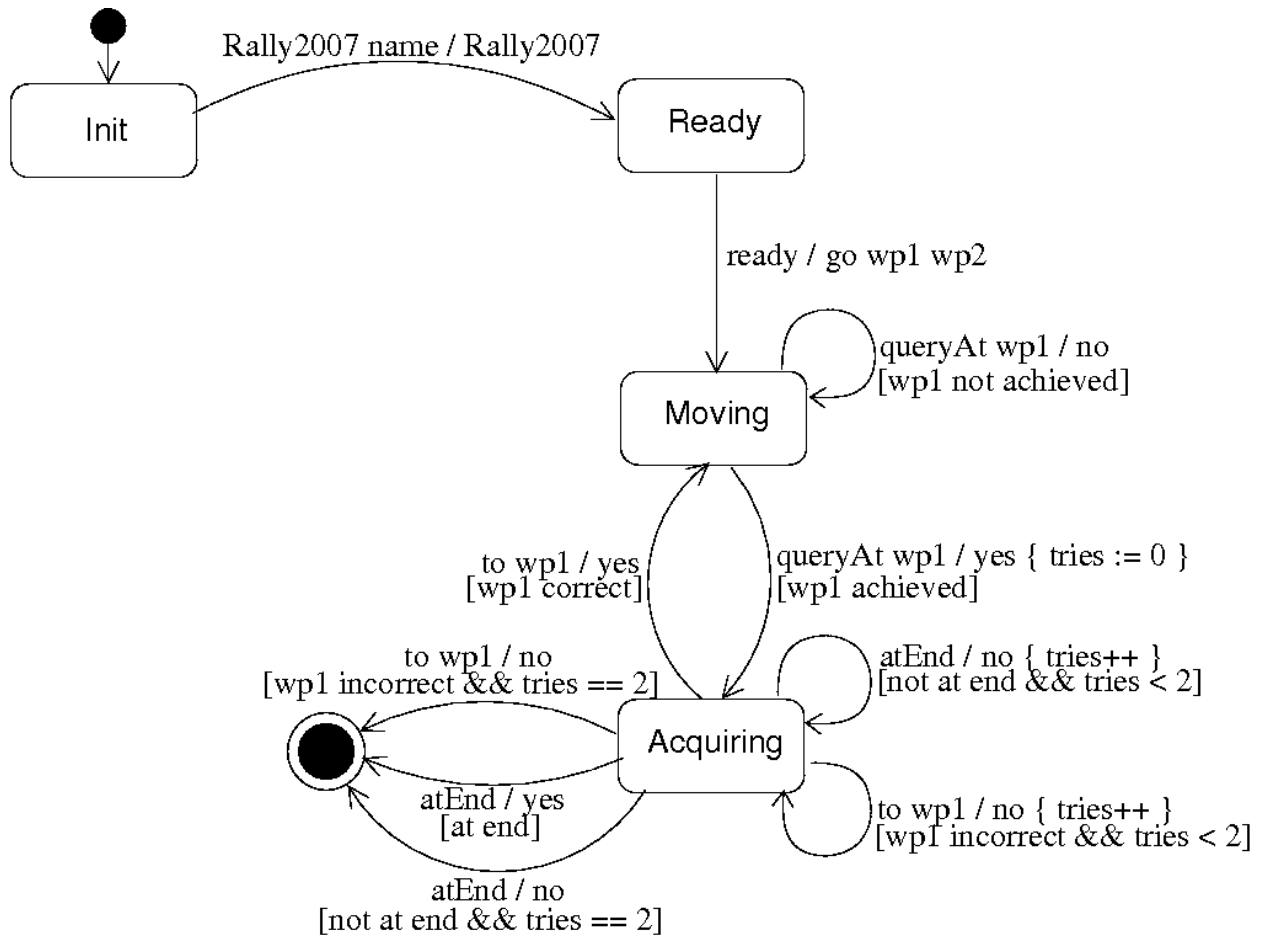 Rally2007 name / Rally2007
Init
Ready
ready / go wp1 wp2
queryAt wp1 / no
[wp1 not achieved]
Moving
to wp1 / yes
[wp1 correct]
queryAt wp1 / yes { tries := 0 }
[wp1 achieved]
to wp1 / no
[wp1 incorrect && tries == 2]
atEnd / no { tries++ }
[not at end && tries < 2]
Acquiring
atEnd / yes
[at end]
to wp1 / no { tries++ }
[wp1 incorrect && tries < 2]
atEnd / no
[not at end && tries == 2]